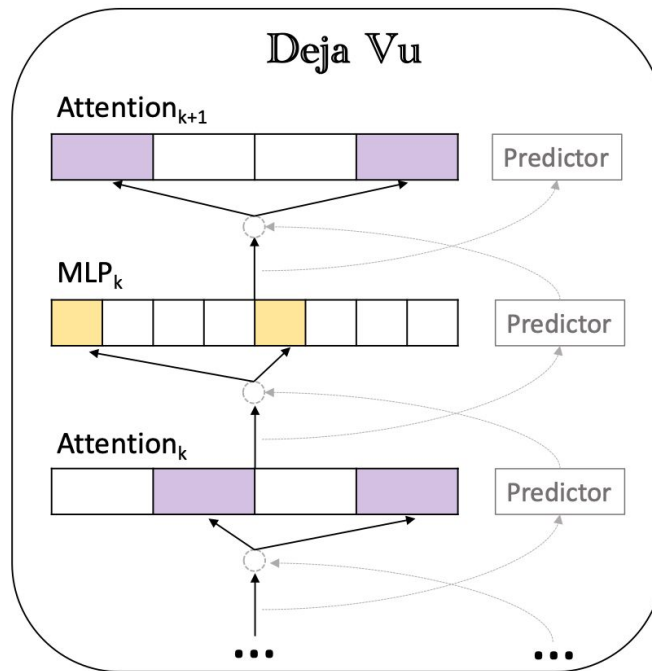 Deja Vu
Attention_{k+1}
Predictor
MLP_k
Predictor
Attention_k
Predictor
... ...